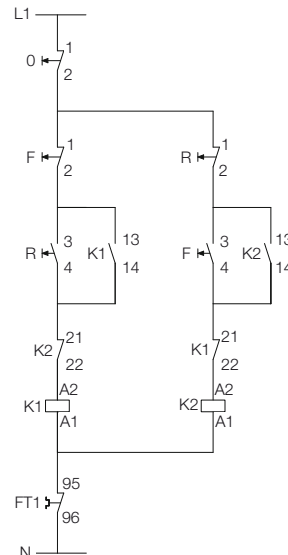 L1
0 1
2
F 1 R 1
2 2
R 3 K1 13 F 3 K2 13
4 14 4 14
K2 21 K1 21
22 22
A2 A2
K1 K2
A1 A1
FT1 95
96
N